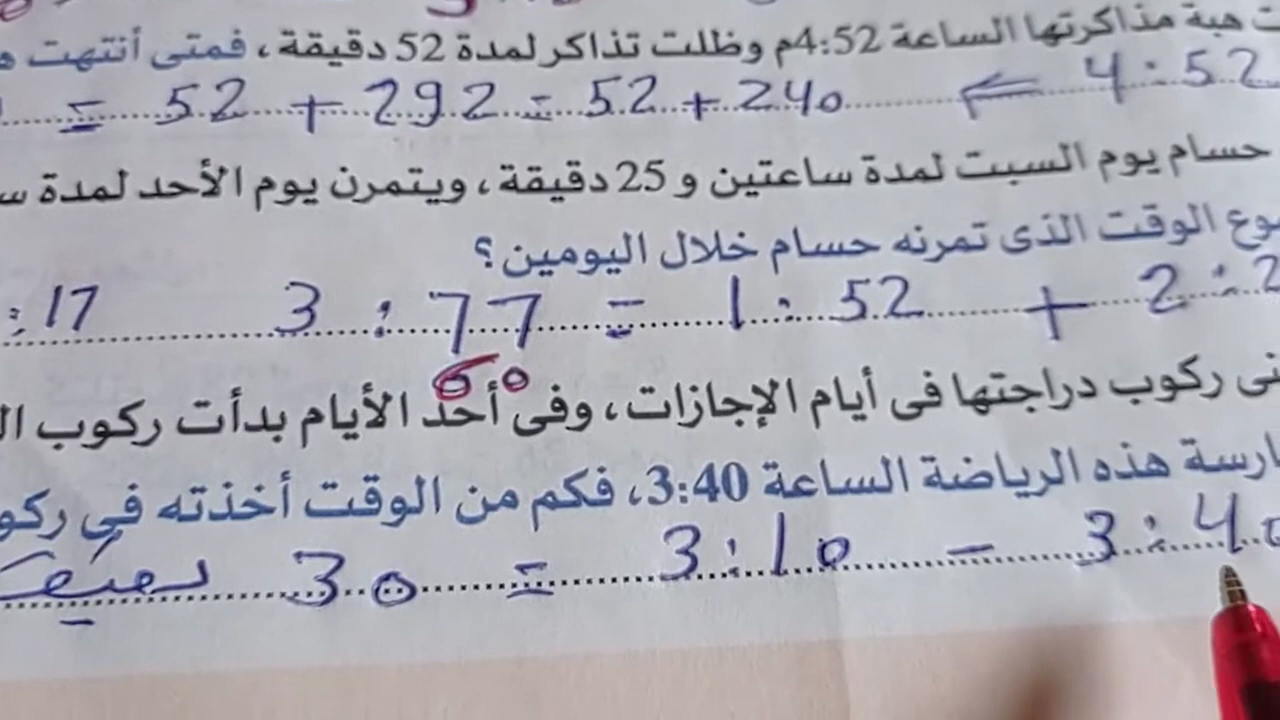 هبة مذاكرتها الساعة 4:52م وظلت تذاكر لمدة 52 دقيقة، فمتى أنتهت
4:52 ← 240 + 52 = 292 + 52 =
حسام يوم السبت لمدة ساعتين و 25 دقيقة، ويتمرن يوم الأحد لمدة
الوقت الذى تمرنه حسام خلال اليومين؟
2:2 + 1:52 = 3:77 :17
60
ركوب دراجتها فى أيام الإجازات، وفى أحد الأيام بدأت ركوب
هذه الرياضة الساعة 3:40، فكم من الوقت أخذته في
3:40 - 3:10 = 30 دقيقة